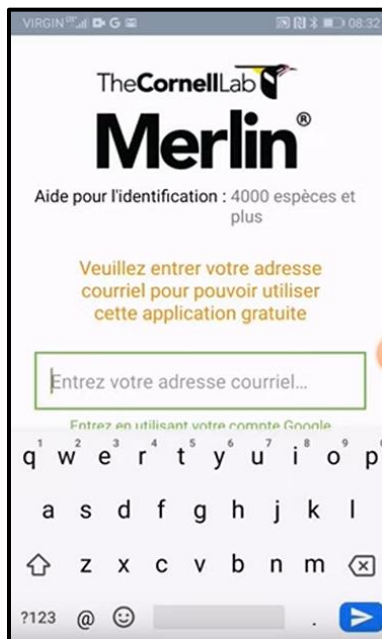 VIRGIN G 08:32
TheCornellLab
Merlin®
Aide pour l'identification : 4000 espèces et
plus
Veuillez entrer votre adresse
courriel pour pouvoir utiliser
cette application gratuite
Entrez votre adresse courriel...
Entrez en utilisant votre compte Google
1 2 3 4 5 6 7 8 9 0
q w e r t y u i o p
a s d f g h j k l
z x c v b n m
?123 @ .